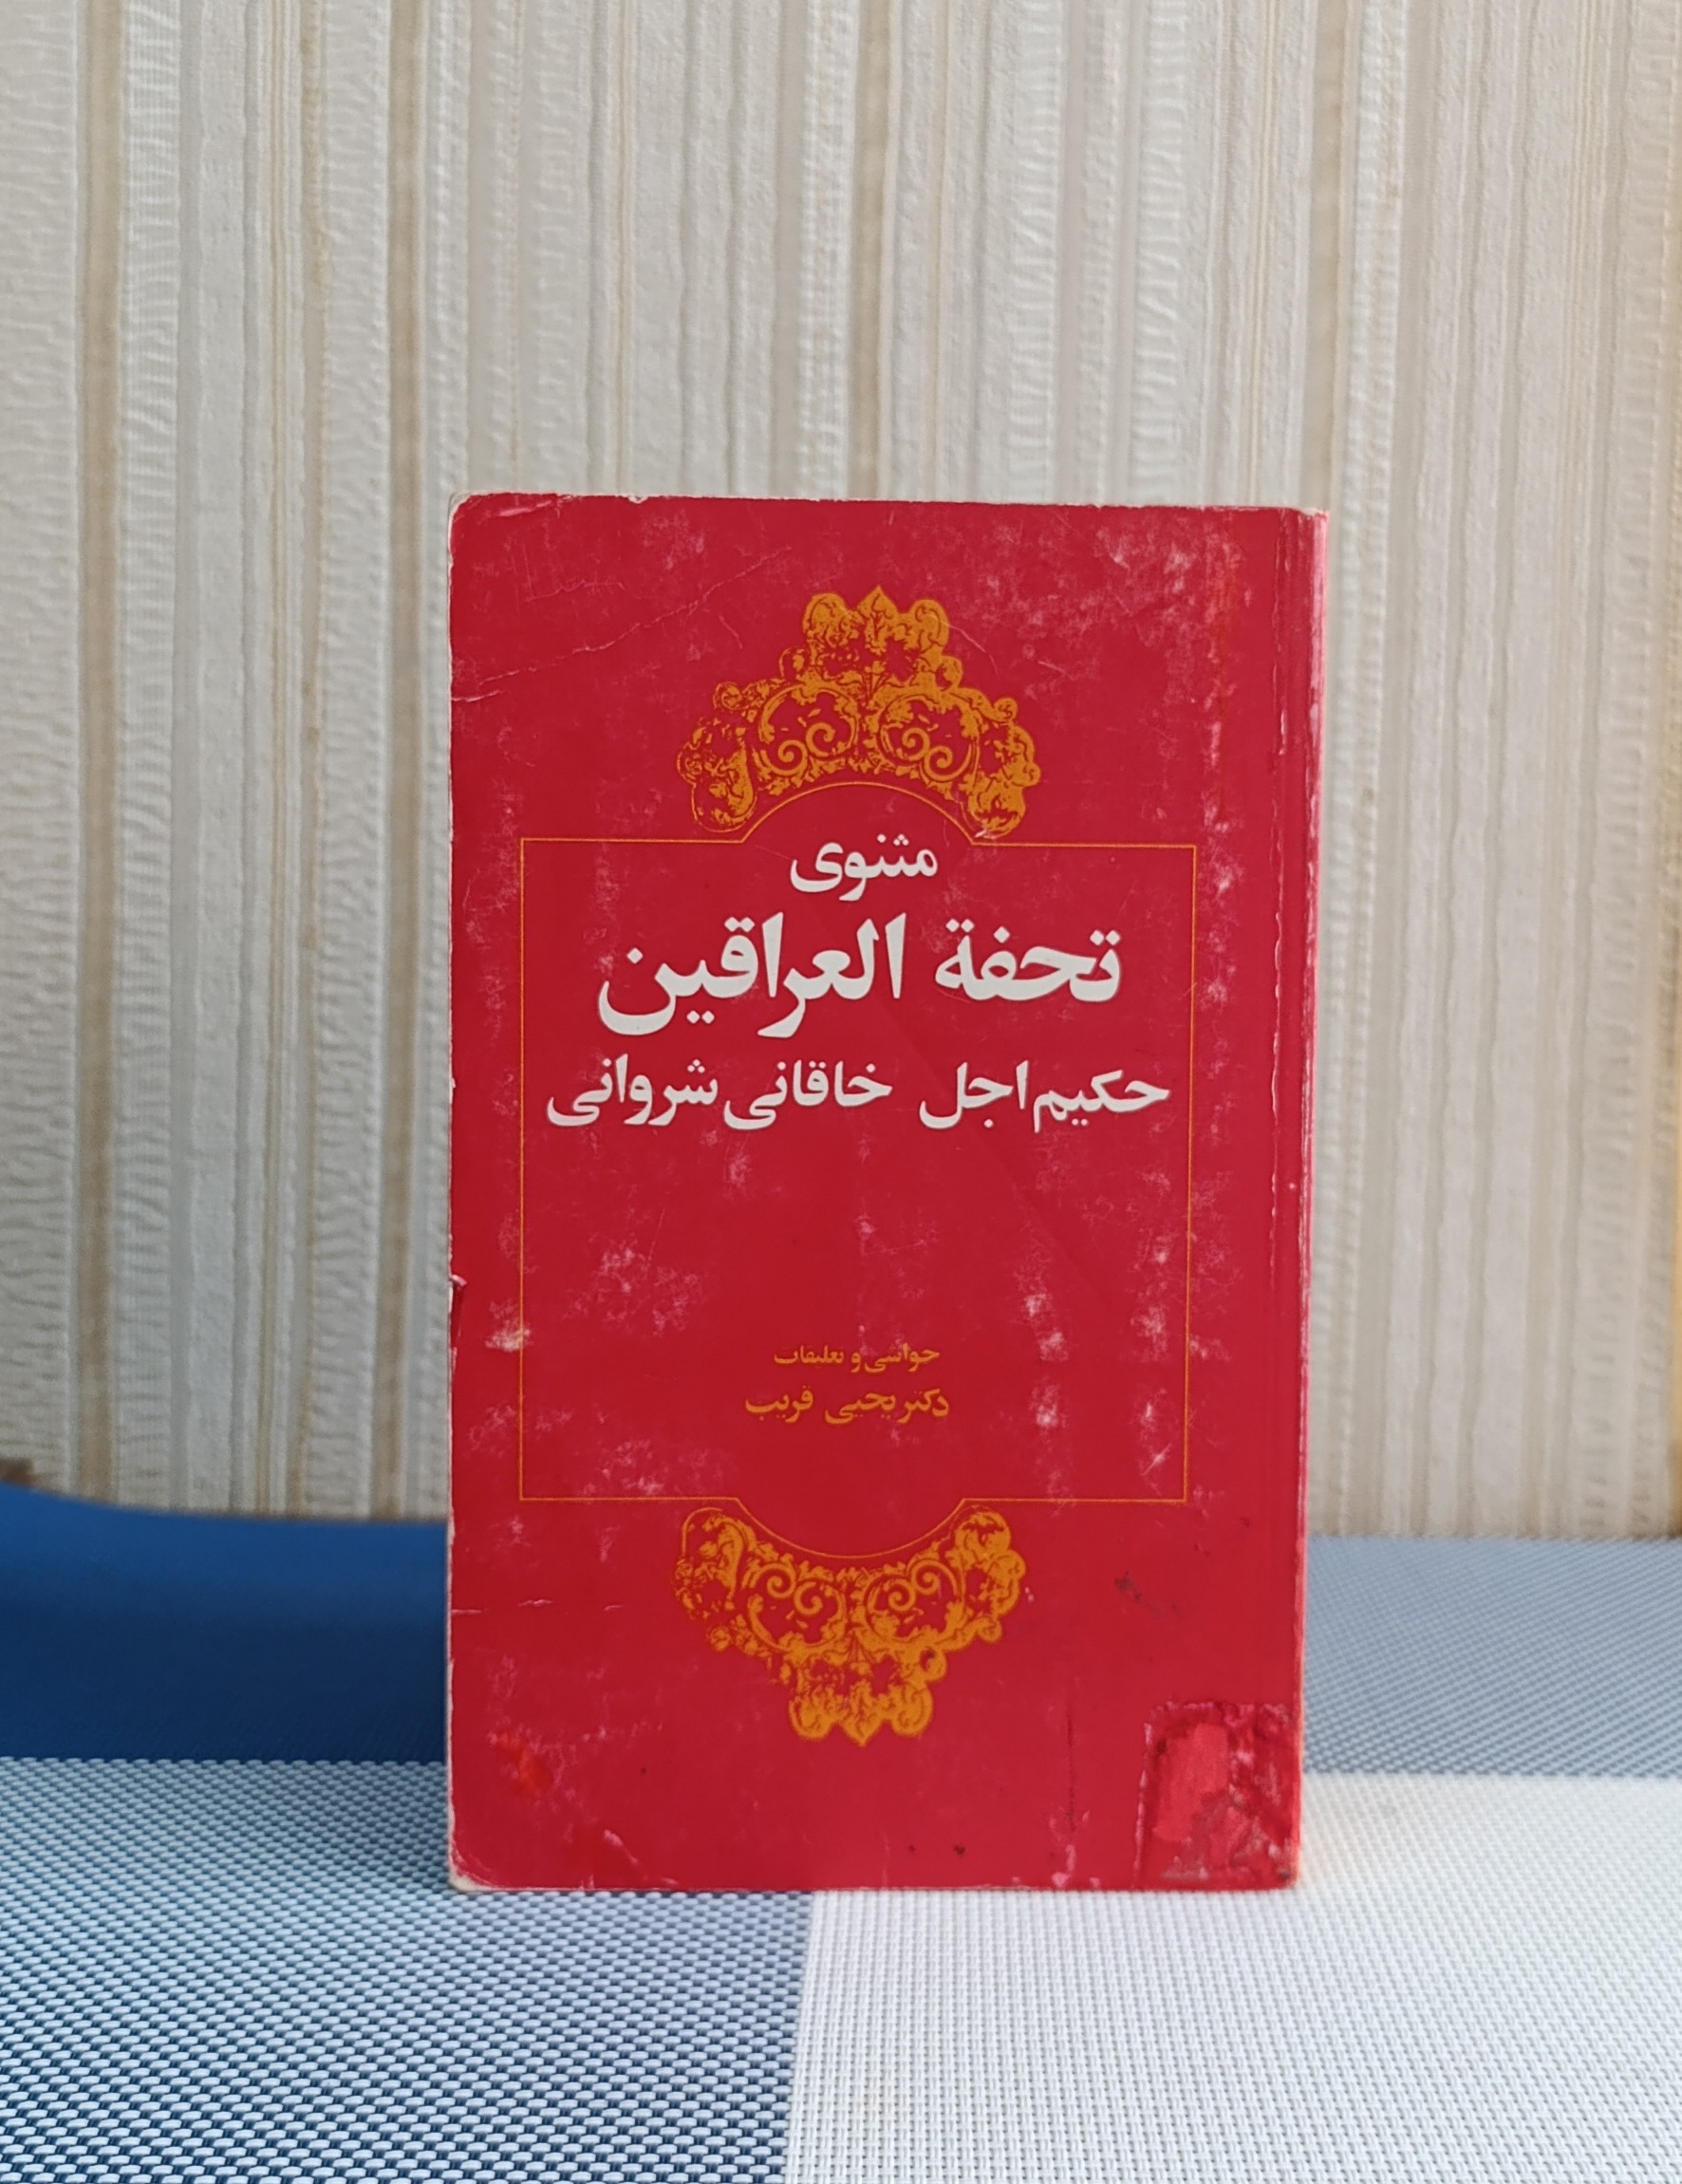 مثنوی
تحفة العراقین
حکیم اجل خاقانی شروانی
حواشی و تعلیقات
دکتر یحیی قریب